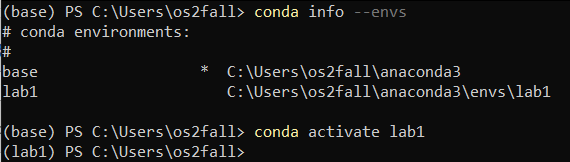 (base) PS C:\Users\os2fall> conda info --envs
# conda environments:
#
base                  *  C:\Users\os2fall\anaconda3
lab1                     C:\Users\os2fall\anaconda3\envs\lab1
(base) PS C:\Users\os2fall> conda activate lab1
(lab1) PS C:\Users\os2fall>